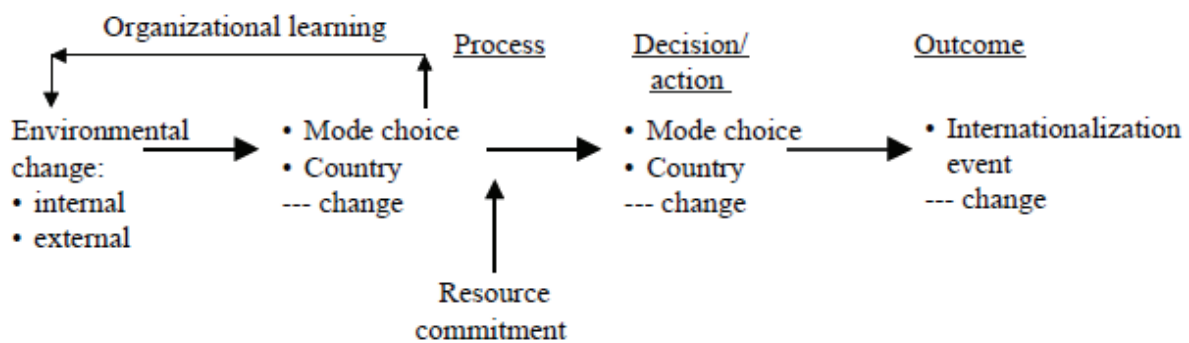 Organizational learning
Process
Decision/
action
Outcome
Environmental
change:
• internal
• external
• Mode choice
• Country
--- change
• Mode choice
• Country
--- change
• Internationalization
event
--- change
Resource
commitment